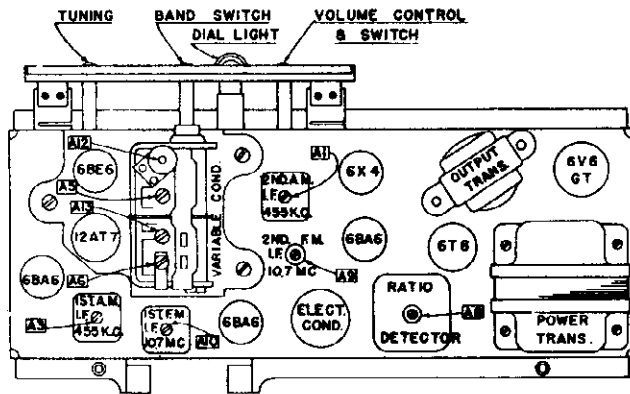 TUNING
BAND SWITCH
VOLUME CONTROL
DIAL LIGHT
& SWITCH
A12
6BE6
A5
A13
12AT7
6BA6
A6
VARIABLE COND.
1ST.A.M.
I.F.
455 K.C.
A3
1ST.F.M.
I.F.
10.7 MC
A10
6BA6
A1
2ND.A.M.
I.F.
455 K.C.
6X4
2ND. F.M.
I.F.
10.7 MC
6BA6
A9
ELECT.
COND.
OUTPUT
TRANS.
6V6
GT
6T8
RATIO
DETECTOR
A8
POWER
TRANS.